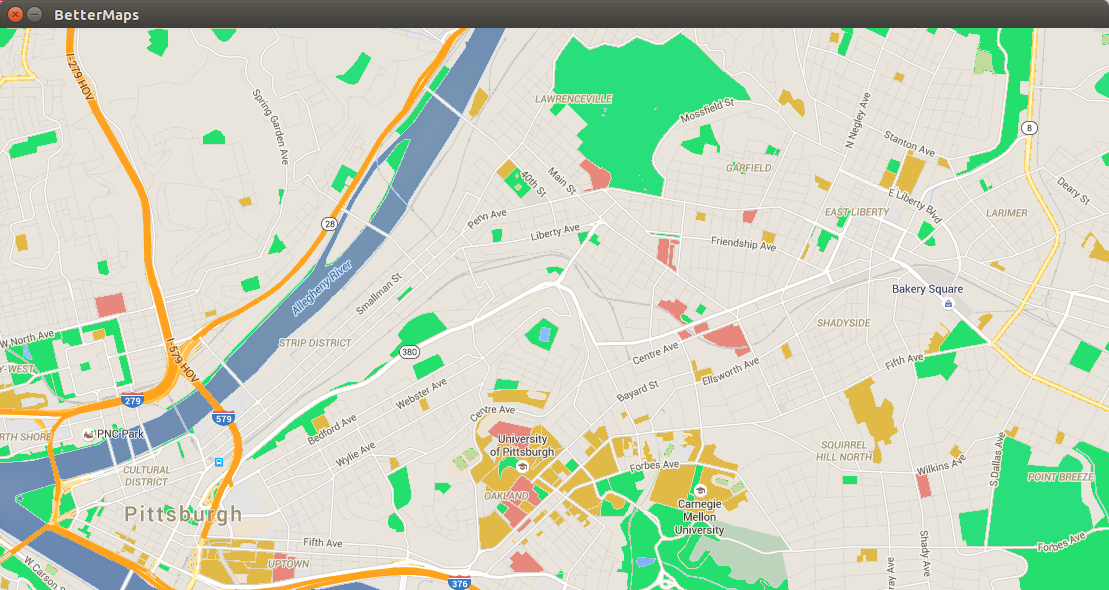 BetterMaps
I-279 HOV
Spring Garden Ave
LAWRENCEVILLE
Mossfield St
N Negley Ave
Stanton Ave
8
GARFIELD
40th St
Main St
Deary St
E Liberty Blvd
EAST LIBERTY
LARIMER
Penn Ave
28
Liberty Ave
Friendship Ave
Allegheny River
Smallman St
Bakery Square
W North Ave
STRIP DISTRICT
SHADYSIDE
I-579 HOV
380
Centre Ave
Y-WEST
Fifth Ave
Ellsworth Ave
Bayard St
Webster Ave
279
Centre Ave
579
Bedford Ave
RTH SHORE
PNC Park
University
of Pittsburgh
SQUIRREL
HILL NORTH
Wylie Ave
S Dallas Ave
Forbes Ave
Wilkins Ave
CULTURAL
DISTRICT
POINT BREEZE
OAKLAND
Carnegie
Mellon
University
Pittsburgh
Fifth Ave
Shady Ave
Forbes Ave
UPTOWN
W Carson S
ray Ave
376